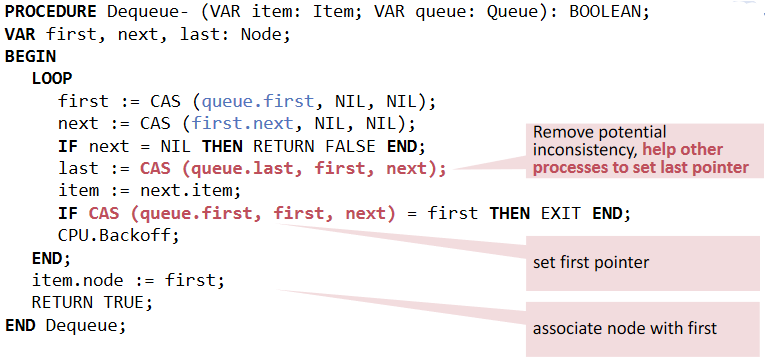 PROCEDURE Dequeue- (VAR item: Item; VAR queue: Queue): BOOLEAN;
VAR first, next, last: Node;
BEGIN
LOOP
first := CAS (queue.first, NIL, NIL);
next := CAS (first.next, NIL, NIL);
IF next = NIL THEN RETURN FALSE END;
last := CAS (queue.last, first, next);
item := next.item;
IF CAS (queue.first, first, next) = first THEN EXIT END;
CPU.Backoff;
END;
item.node := first;
RETURN TRUE;
END Dequeue;
Remove potential
inconsistency, help other
processes to set last pointer
set first pointer
associate node with first